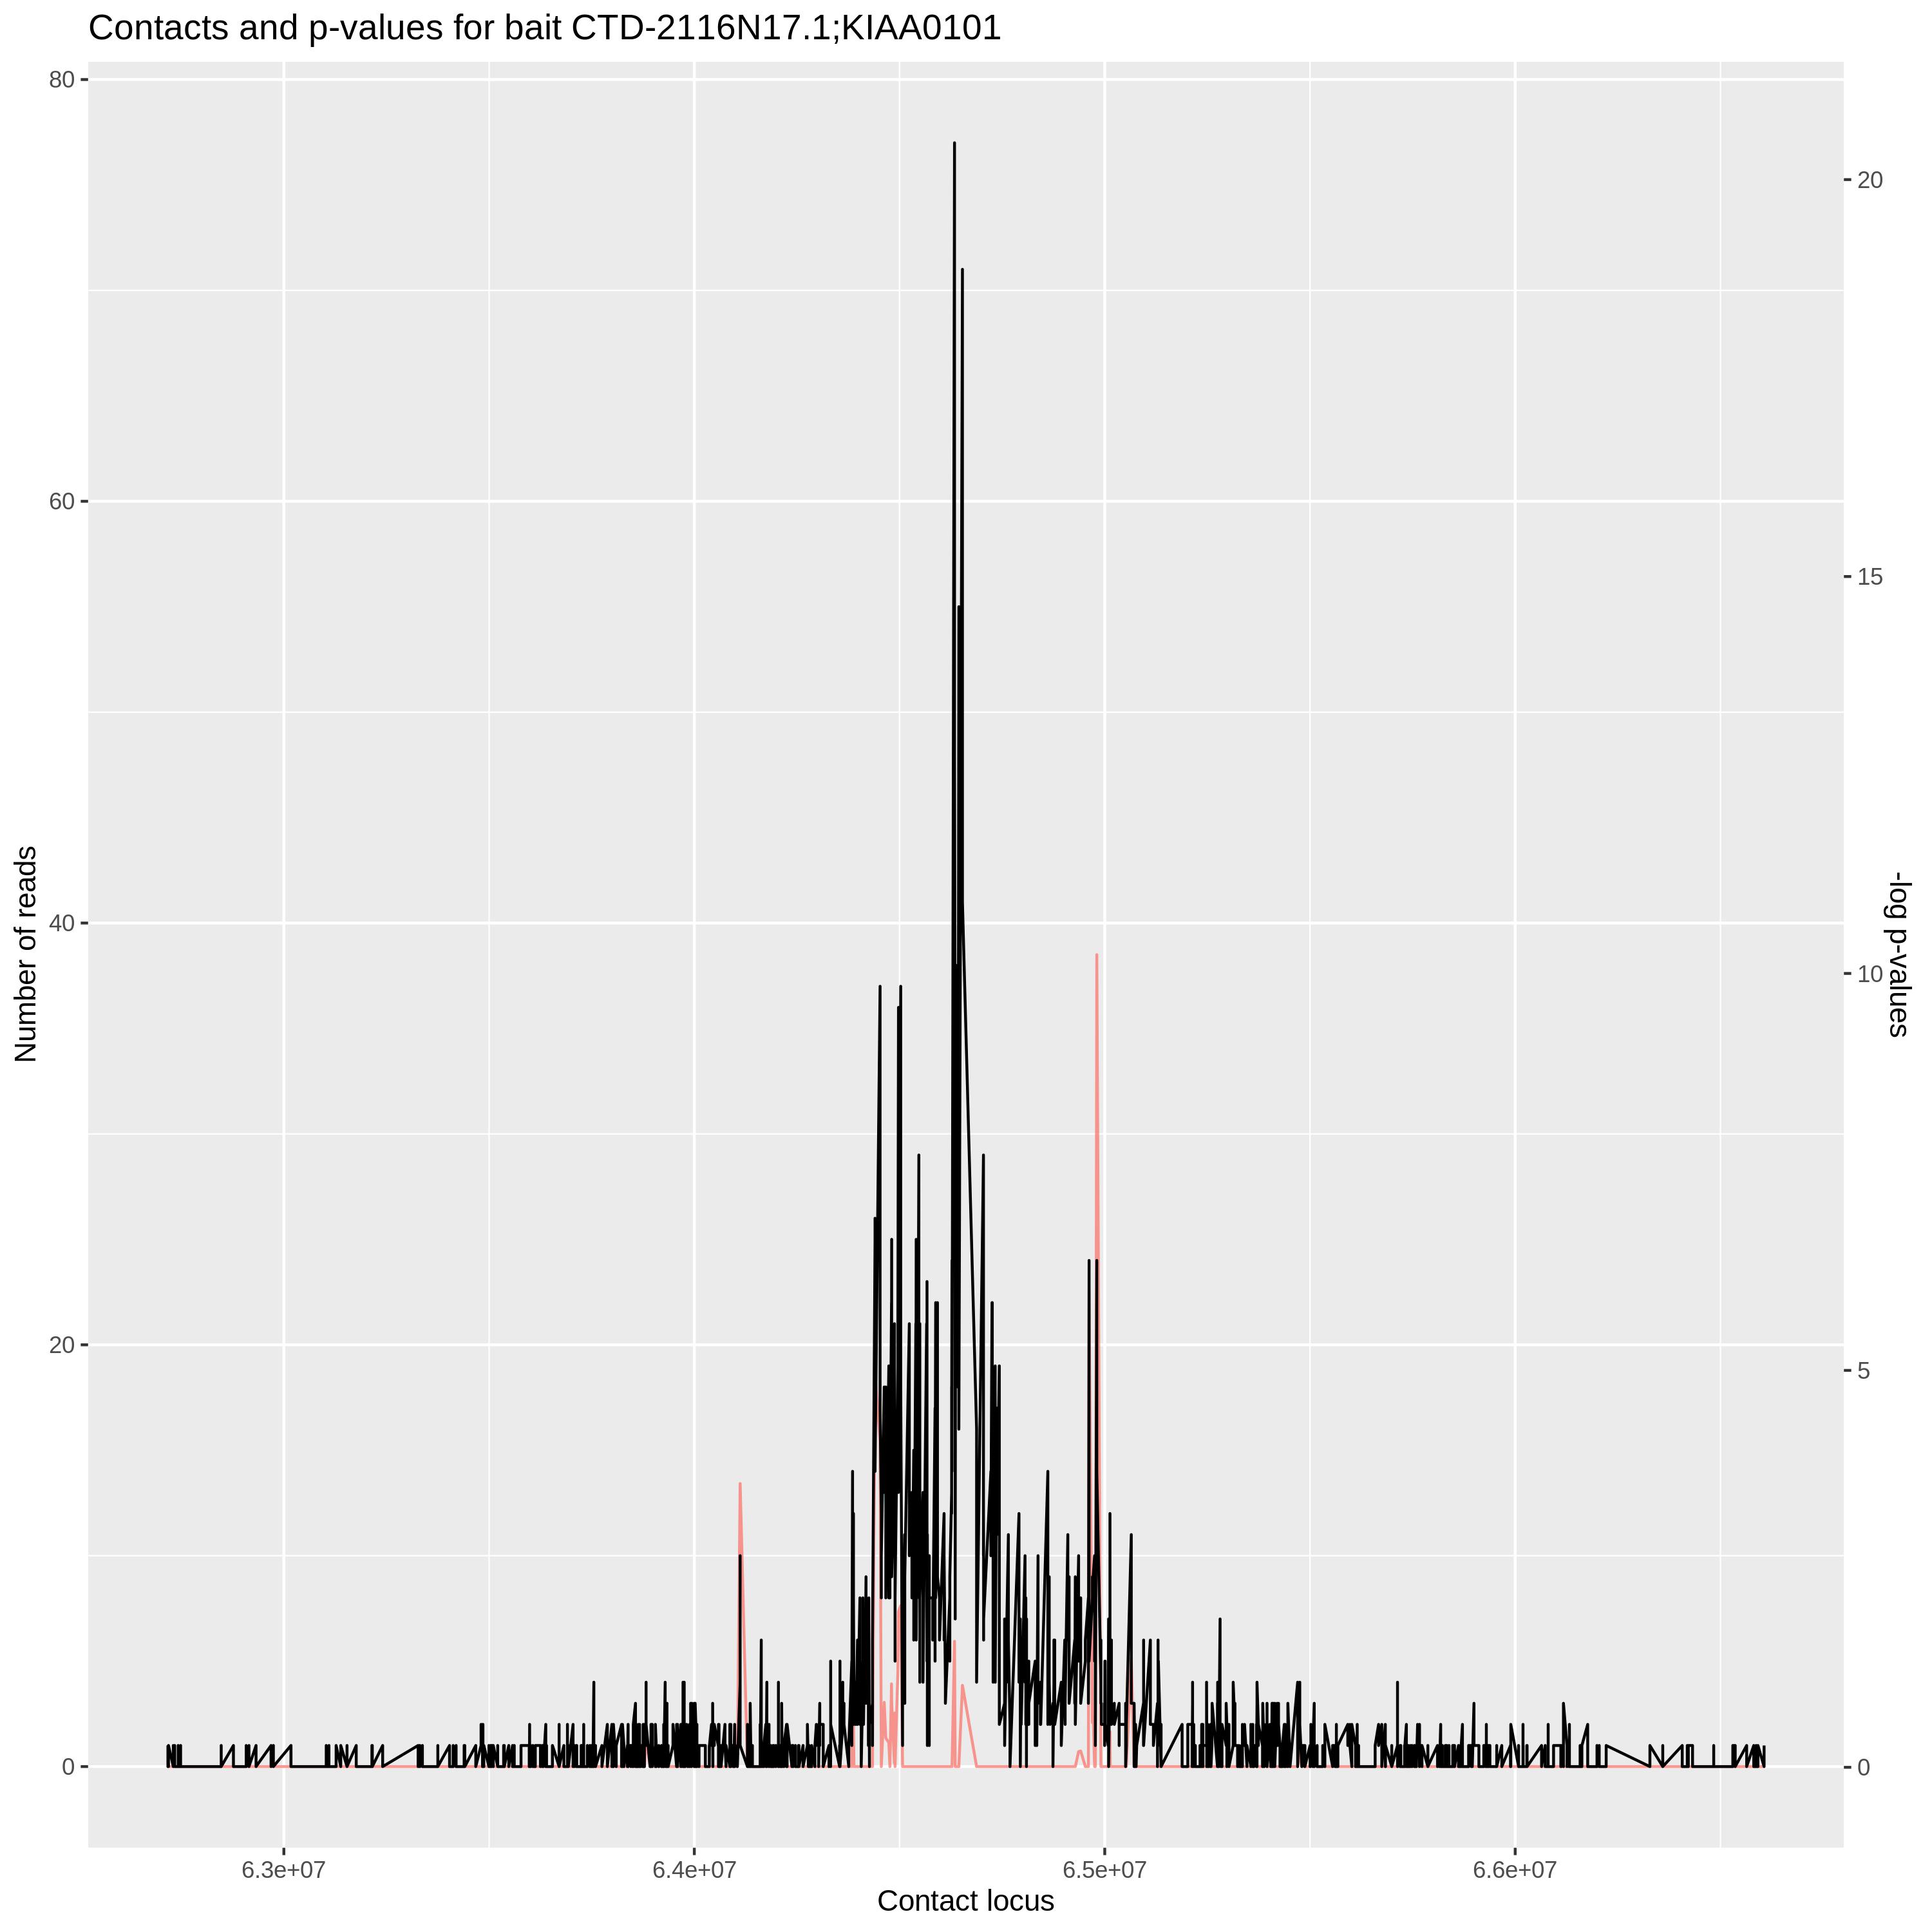 Contacts and p-values for bait CTD-2116N17.1;KIAA0101
80
60
40
20
0
Number of reads
20
15
10
5
0
-log p-values
6.3e+07 6.4e+07 6.5e+07 6.6e+07
Contact locus